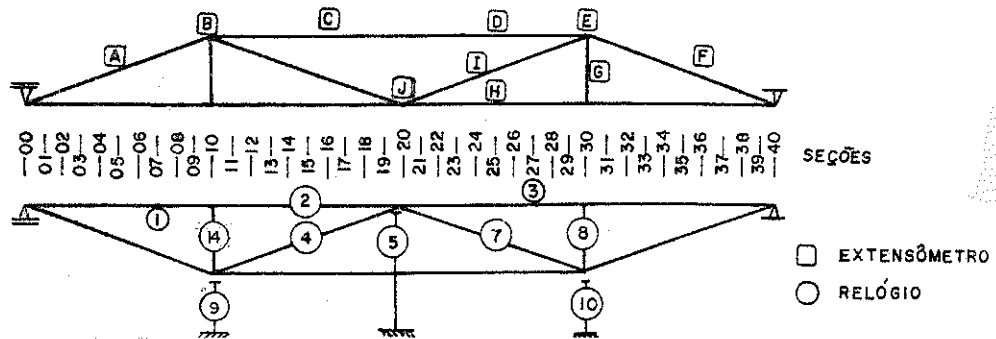 B C D E
A I G F
J H
00 01 02 03 04 05 06 07 08 09 10 11 12 13 14 15 16 17 18 19 20 21 22 23 24 25 26 27 28 29 30 31 32 33 34 35 36 37 38 39 40 SEÇÕES
1 2 3
14 4 5 7 8
9 10
EXTENSÔMETRO
RELÓGIO